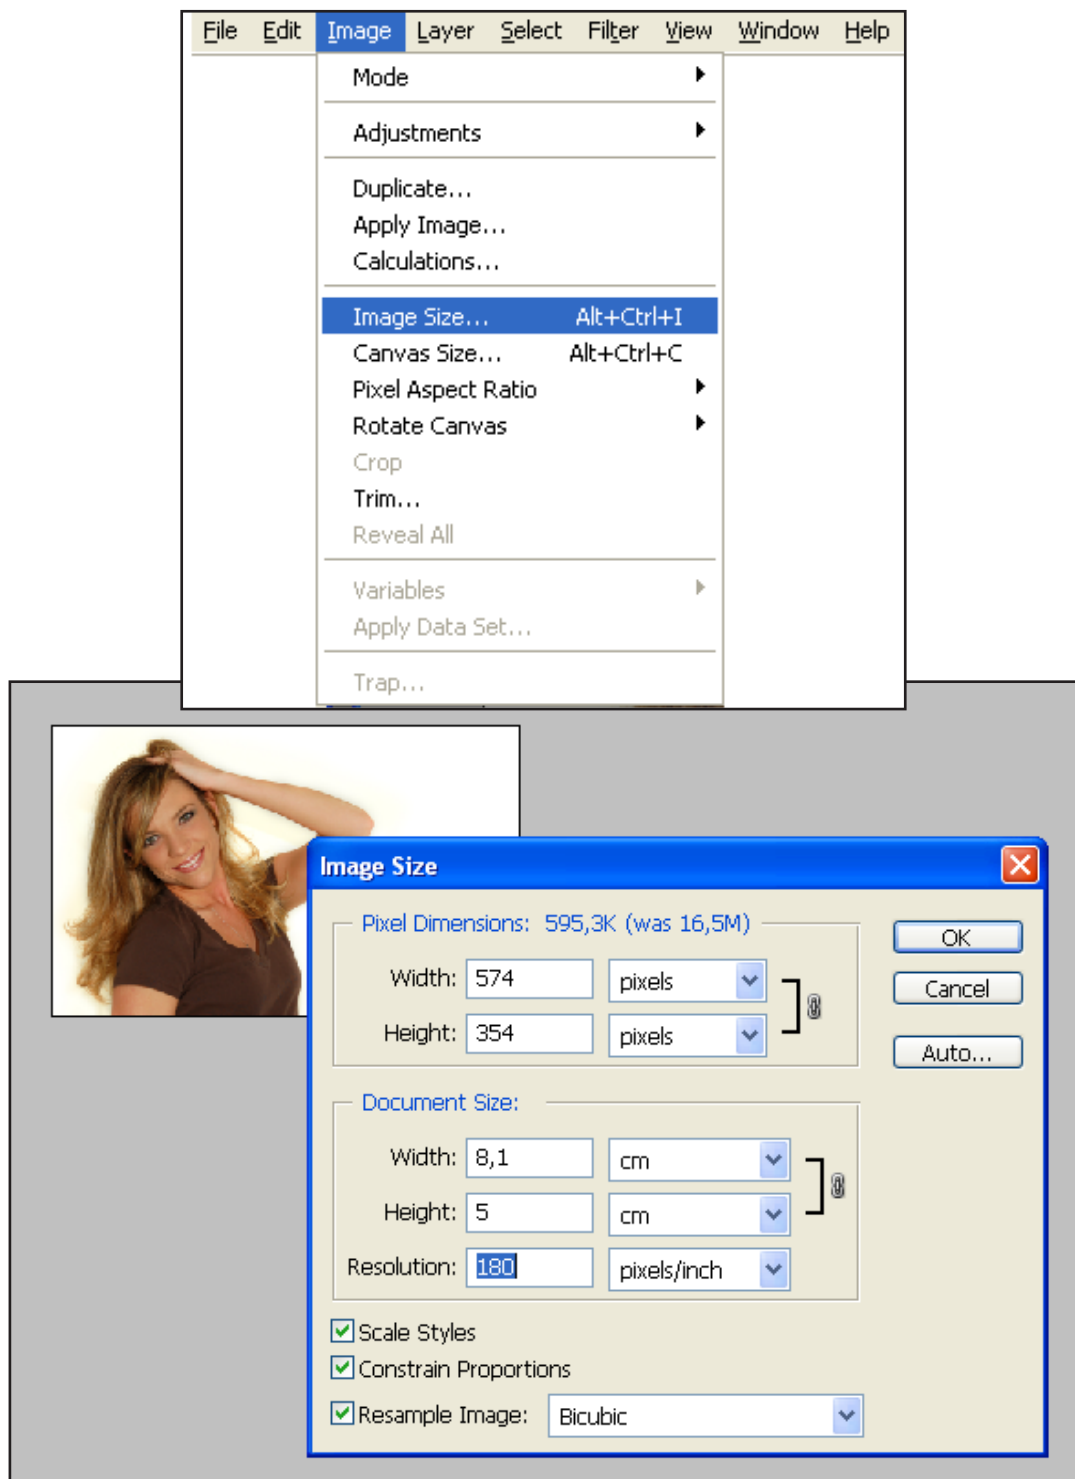 File Edit Image Layer Select Filter View Window Help
Mode
Adjustments
Duplicate...
Apply Image...
Calculations...
Image Size... Alt+Ctrl+I
Canvas Size... Alt+Ctrl+C
Pixel Aspect Ratio
Rotate Canvas
Crop
Trim...
Reveal All
Variables
Apply Data Set...
Trap...
Image Size
Pixel Dimensions: 595,3K (was 16,5M)
Width: 574 pixels
Height: 354 pixels
OK
Cancel
Auto...
Document Size:
Width: 8,1 cm
Height: 5 cm
Resolution: 180 pixels/inch
Scale Styles
Constrain Proportions
Resample Image: Bicubic